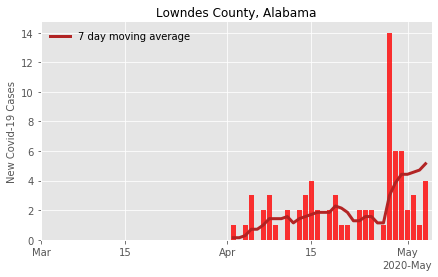 Lowndes County, Alabama
7 day moving average
New Covid-19 Cases
14
12
10
8
6
4
2
0
Mar 15 Apr 15 May
2020-May